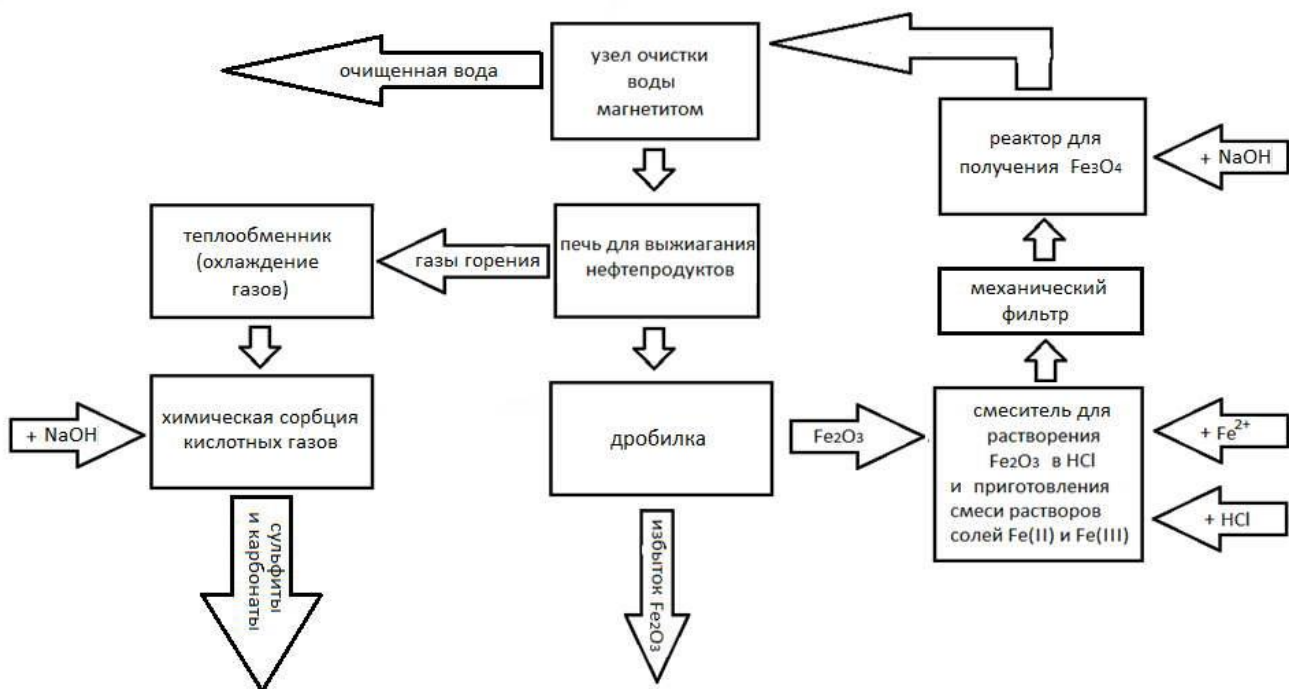 очищенная вода
узел очистки
воды
магнетитом
реактор для
получения Fe₃O₄
+ NaOH
теплообменник
(охлаждение
газов)
газы горения
печь для выжиагания
нефтепродуктов
механический
фильтр
+ NaOH
химическая сорбция
кислотных газов
дробилка
Fe₂O₃
смеситель для
растворения
Fe₂O₃ в HCl
и приготовления
смеси растворов
солей Fe(II) и Fe(III)
+ Fe²⁺
+ HCl
сульфиты
и карбонаты
избыток Fe₂O₃